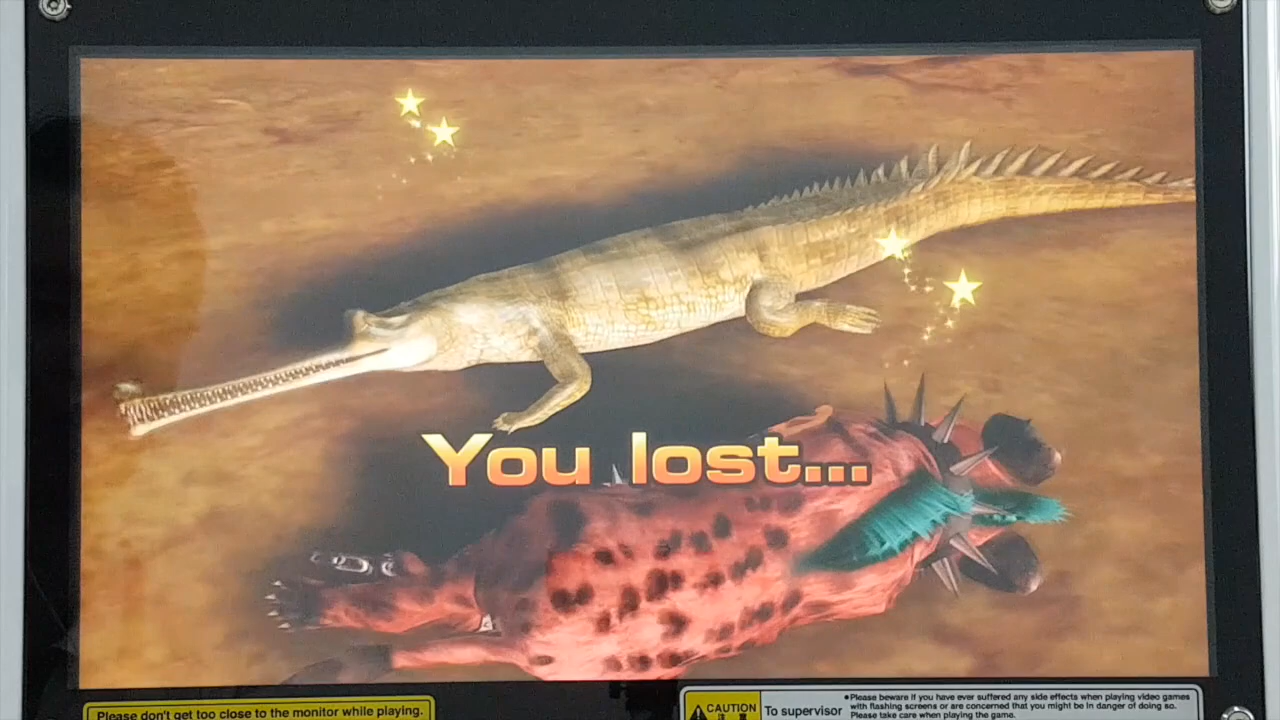 You lost...
Please don't get too close to the monitor while playing.
CAUTION
注 意
To supervisor
•Please beware if you have ever suffered any side effects when playing video games
with flashing screens or are concerned that you might be in danger of doing so.
Please take care when playing the game.